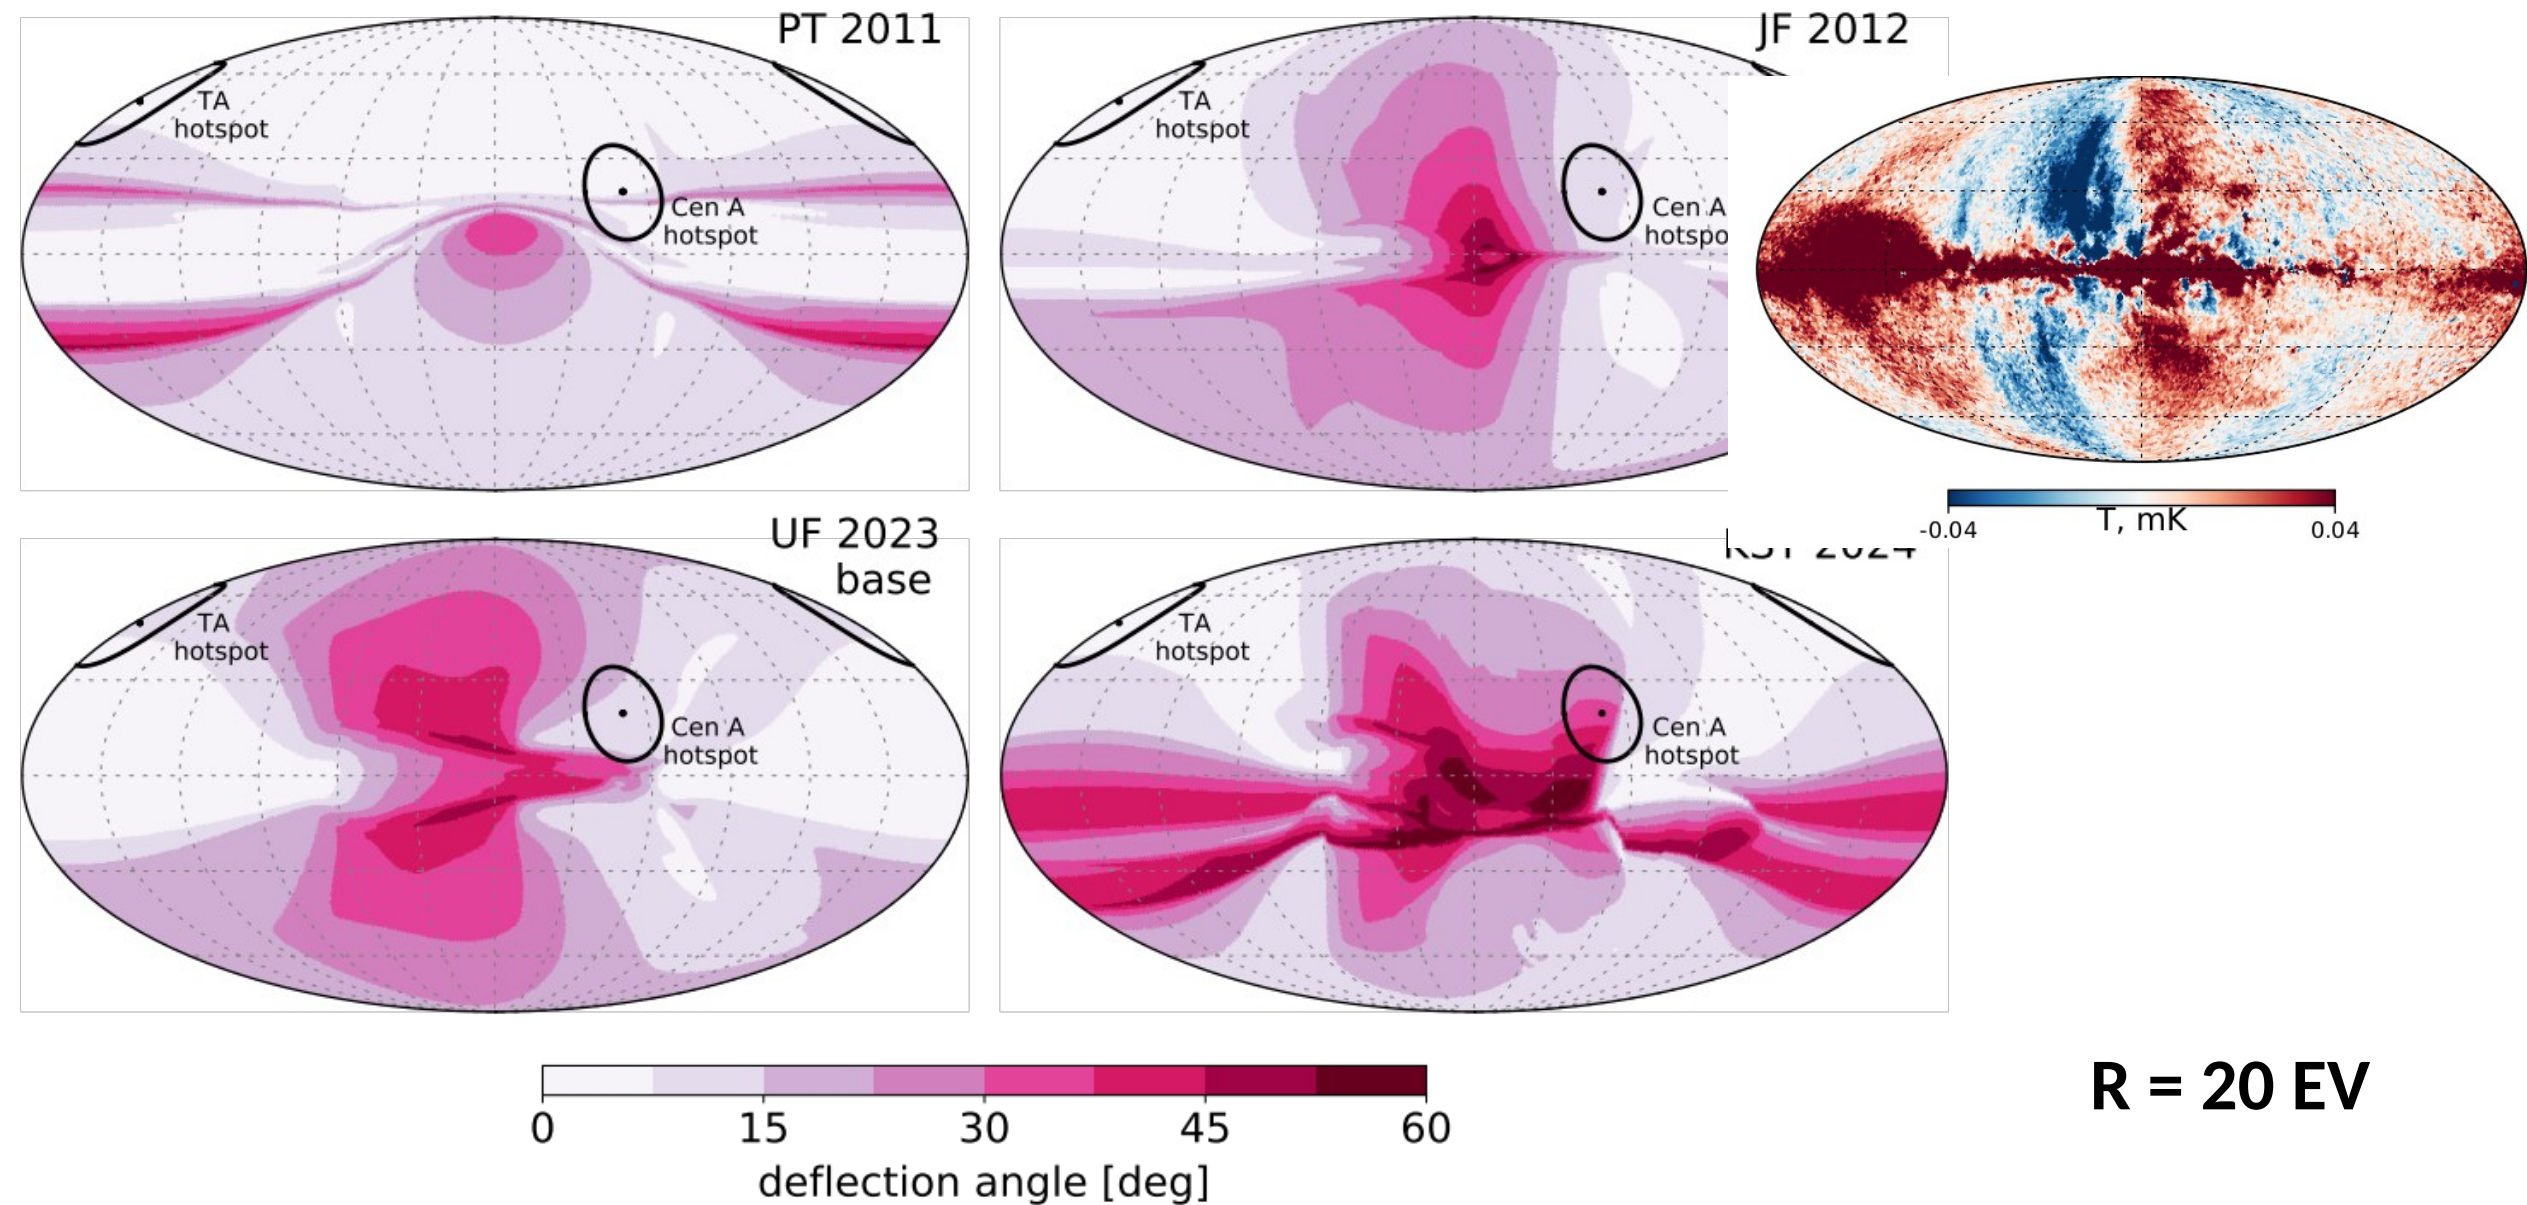 PT 2011
TA
hotspot
Cen A
hotspot
JF 2012
TA
hotspot
Cen A
hotspo
-0.04
T, mK
0.04
UF 2023
base
TA
hotspot
Cen A
hotspot
2024
TA
hotspot
Cen A
hotspot
0
15
30
45
60
deflection angle [deg]
R = 20 EV